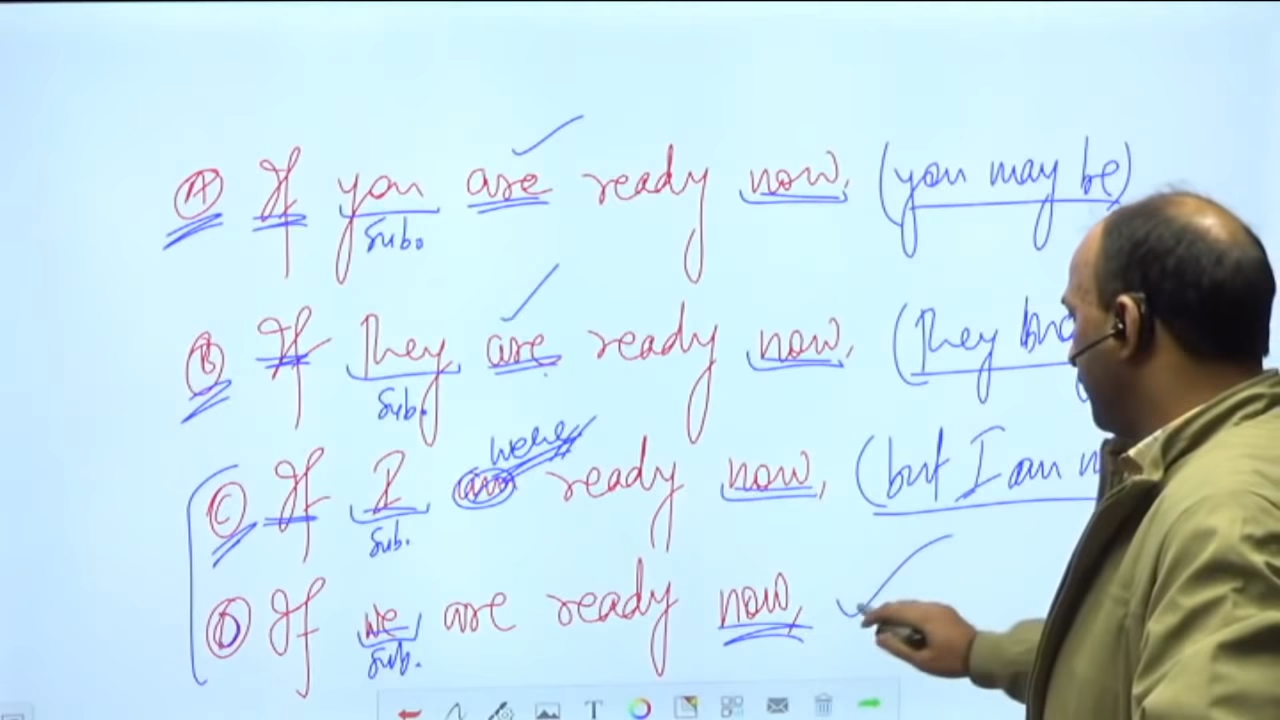 (A) If you are ready now, (you may be)
Sub.
(B) If They are ready now, (They
Sub.
were
(C) If I ready now, (but I am
Sub.
(D) If we are ready now,
Sub.
T